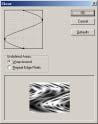 Shear
OK
Cancel
Defaults
Undefined Areas:
Wrap Around
Repeat Edge Pixels